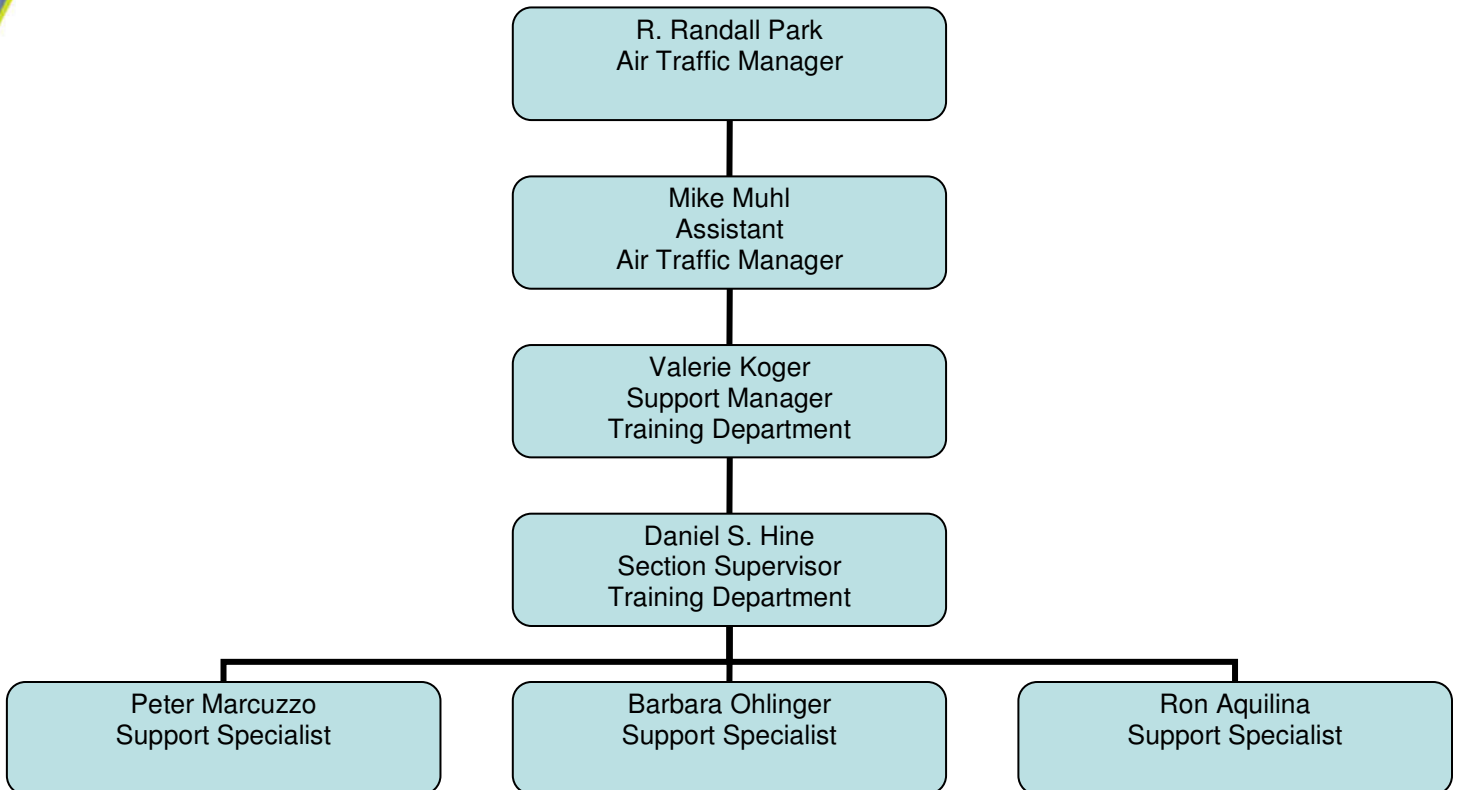 R. Randall Park
Air Traffic Manager
Mike Muhl
Assistant
Air Traffic Manager
Valerie Koger
Support Manager
Training Department
Daniel S. Hine
Section Supervisor
Training Department
Peter Marcuzzo
Support Specialist
Barbara Ohlinger
Support Specialist
Ron Aquilina
Support Specialist